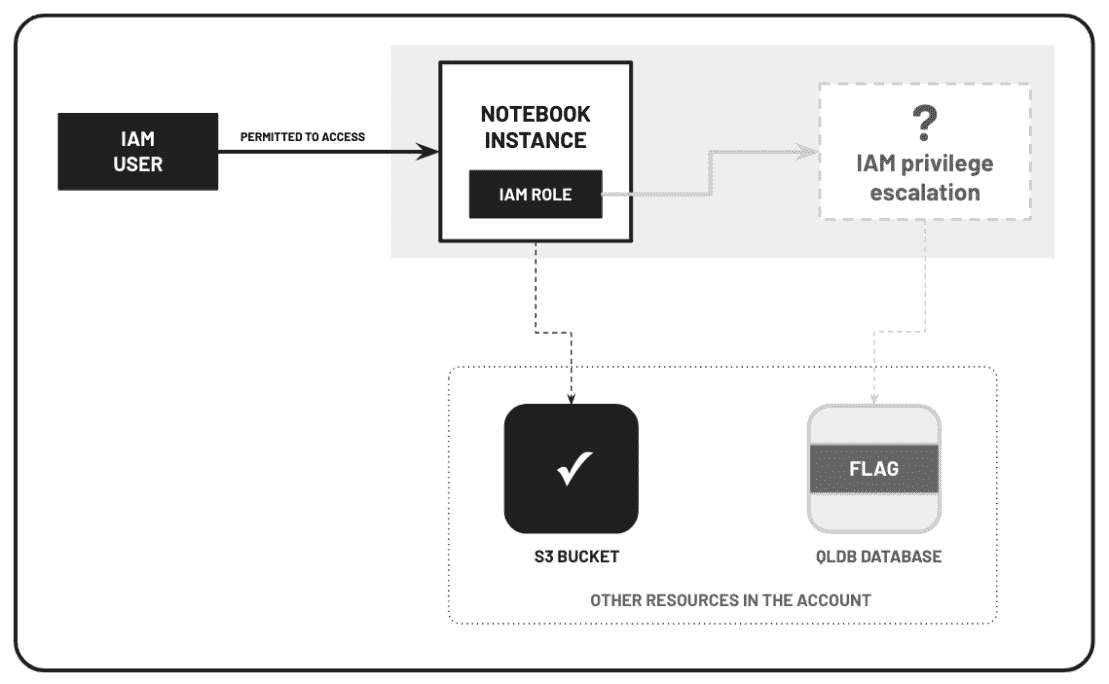 IAM
USER
PERMITTED TO ACCESS
NOTEBOOK
INSTANCE
IAM ROLE
?
IAM privilege
escalation
FLAG
S3 BUCKET
QLDB DATABASE
OTHER RESOURCES IN THE ACCOUNT